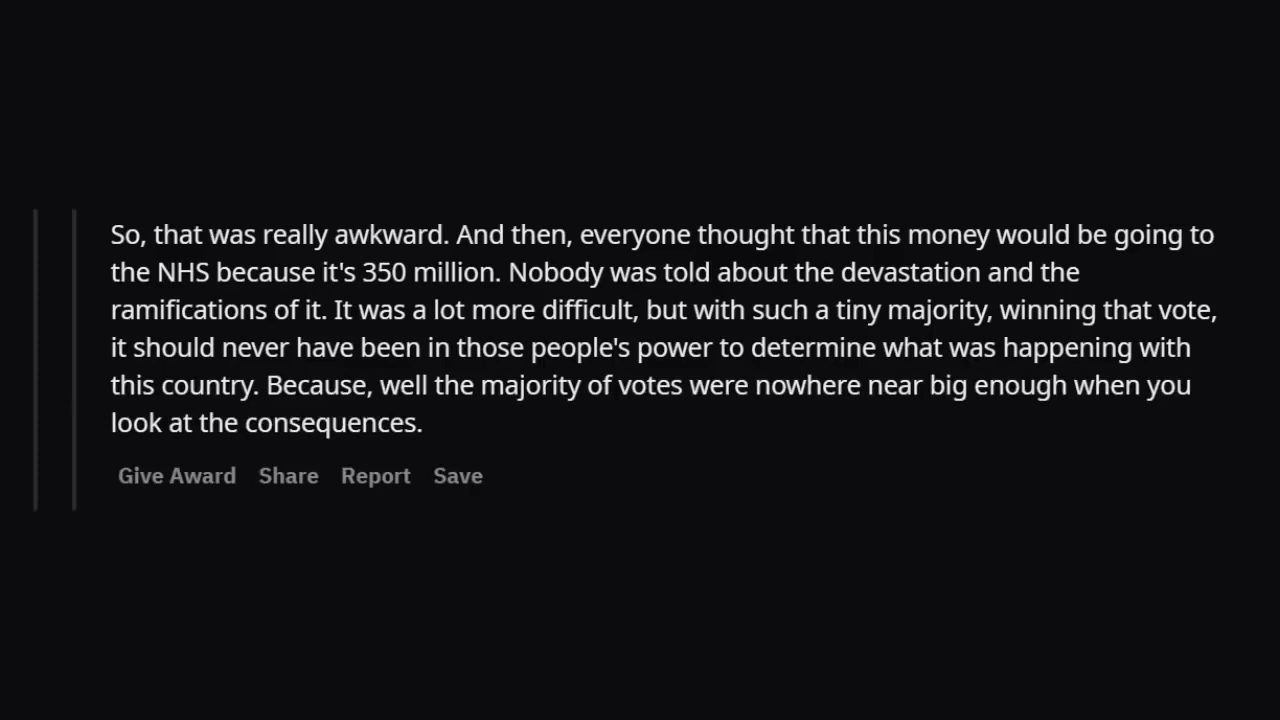 So, that was really awkward. And then, everyone thought that this money would be going to
the NHS because it's 350 million. Nobody was told about the devastation and the
ramifications of it. It was a lot more difficult, but with such a tiny majority, winning that vote,
it should never have been in those people's power to determine what was happening with
this country. Because, well the majority of votes were nowhere near big enough when you
look at the consequences.
Give Award Share Report Save